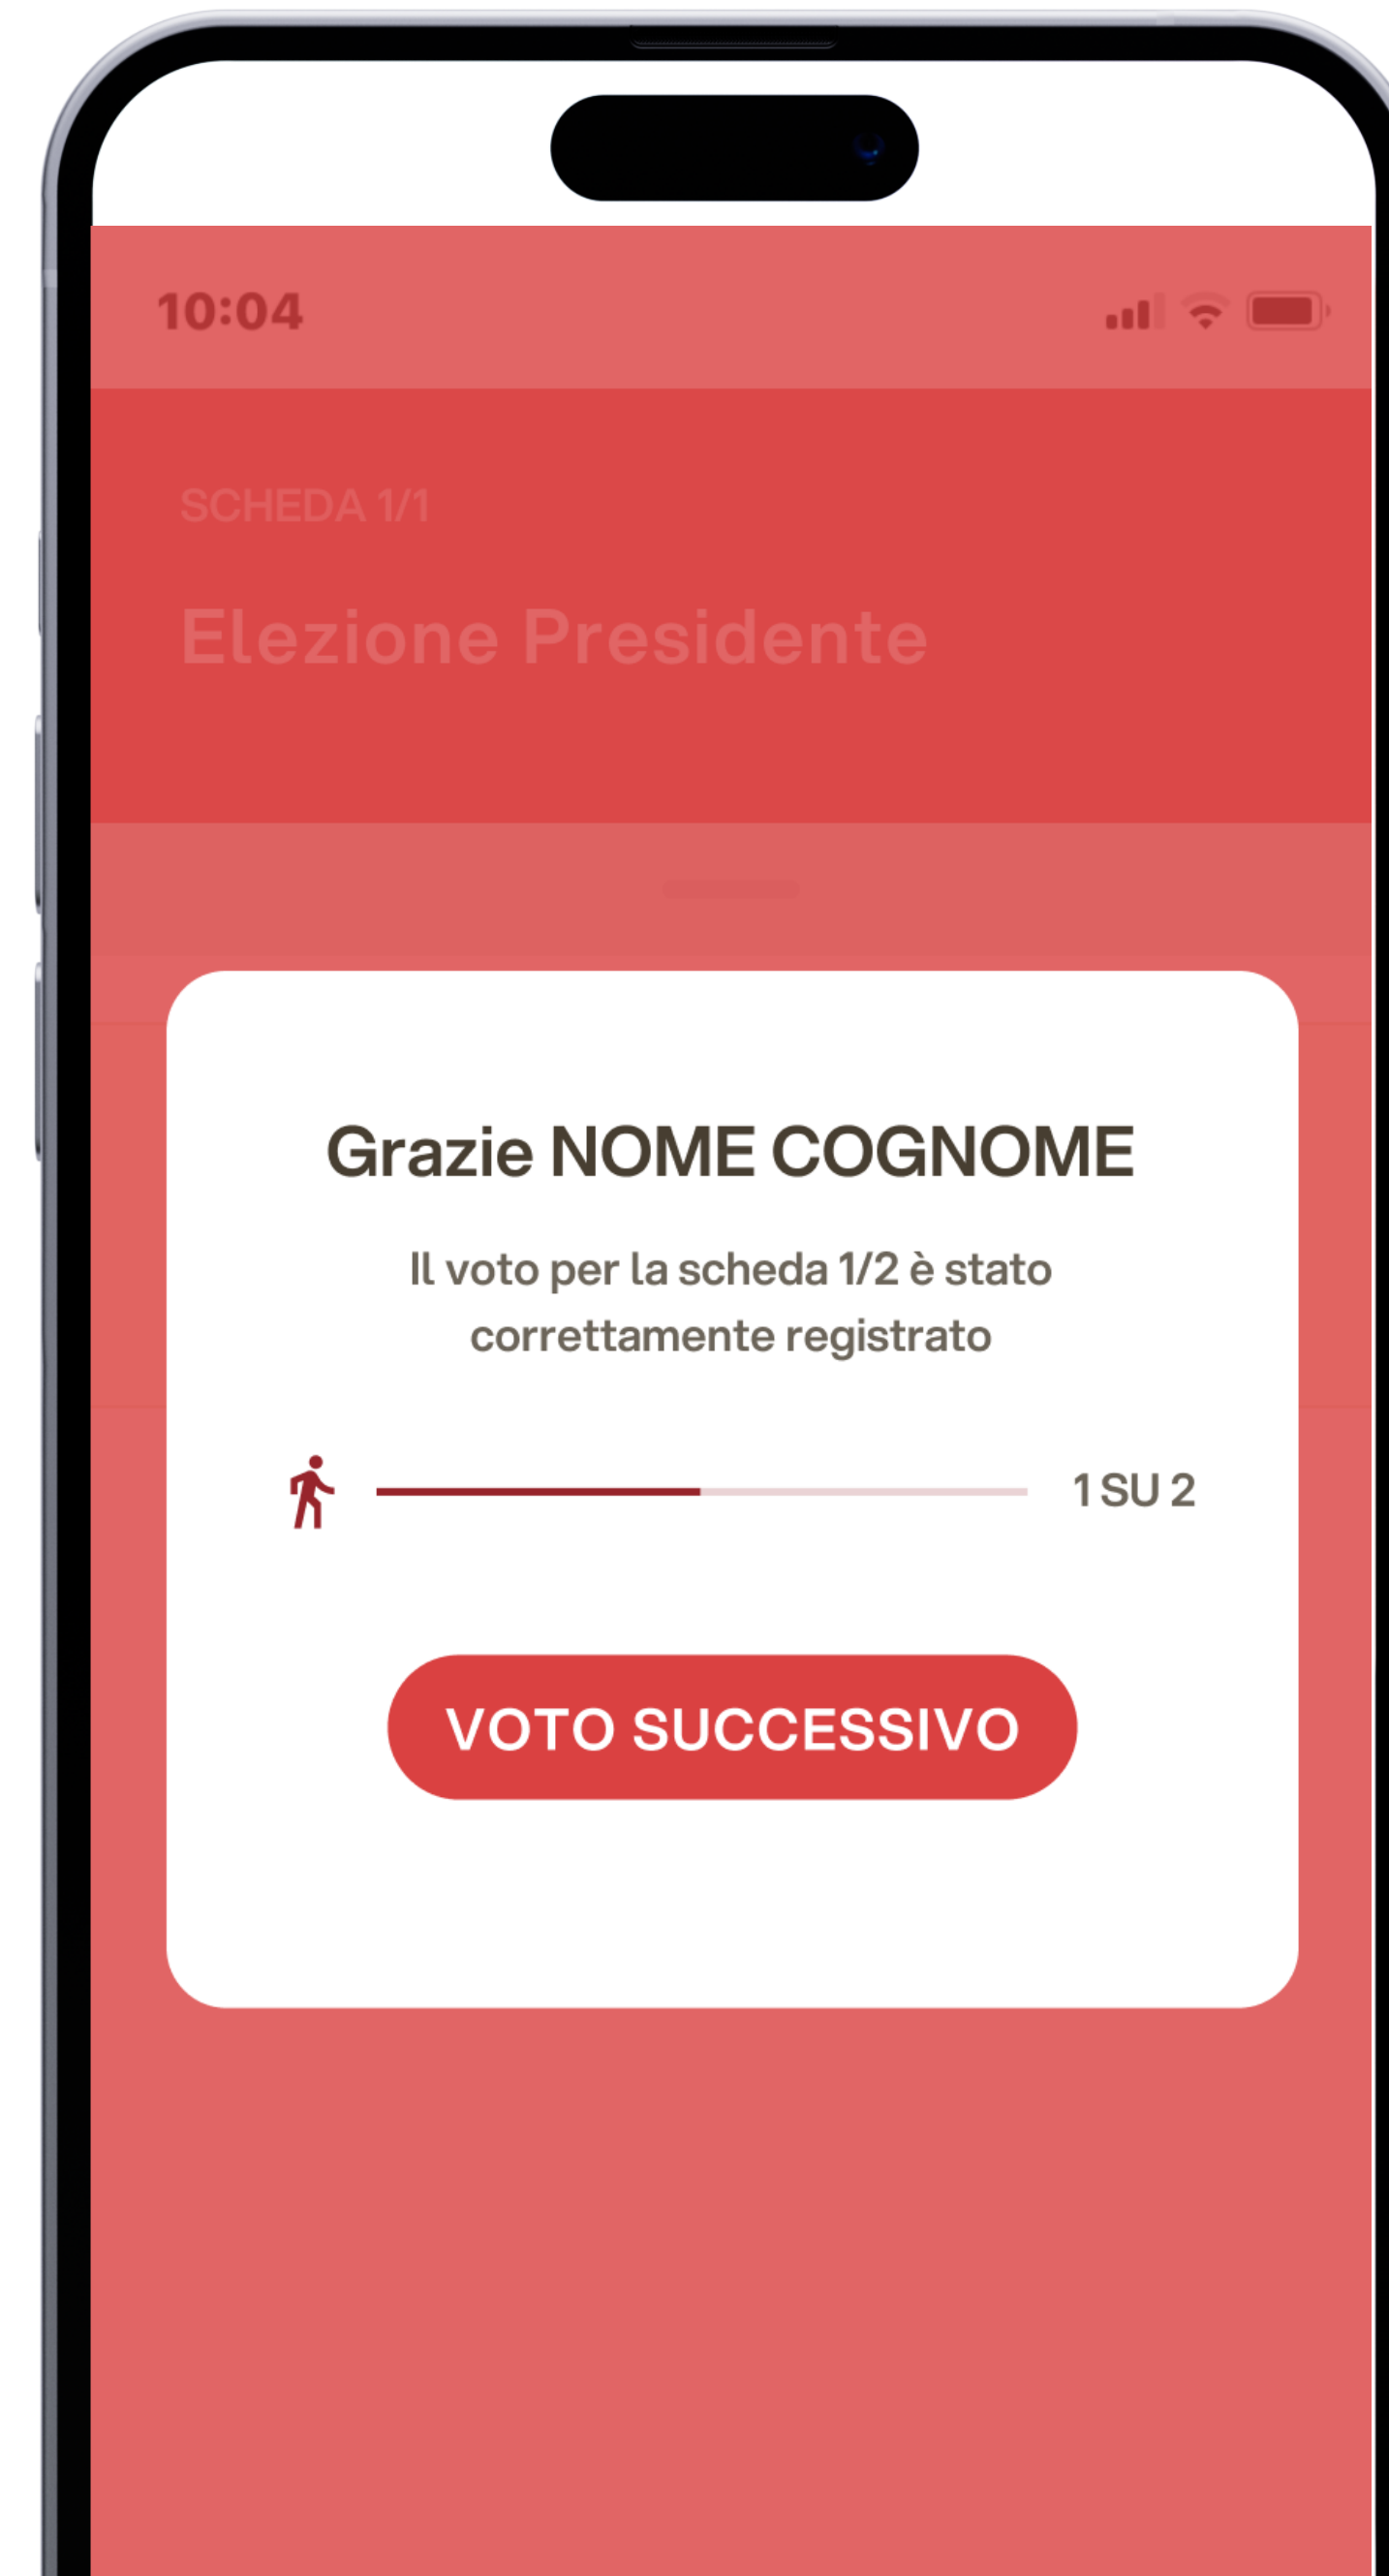 10:04
SCHEDA 1/1
Elezione Presidente
Grazie NOME COGNOME
Il voto per la scheda 1/2 è stato
correttamente registrato
1 SU 2
VOTO SUCCESSIVO